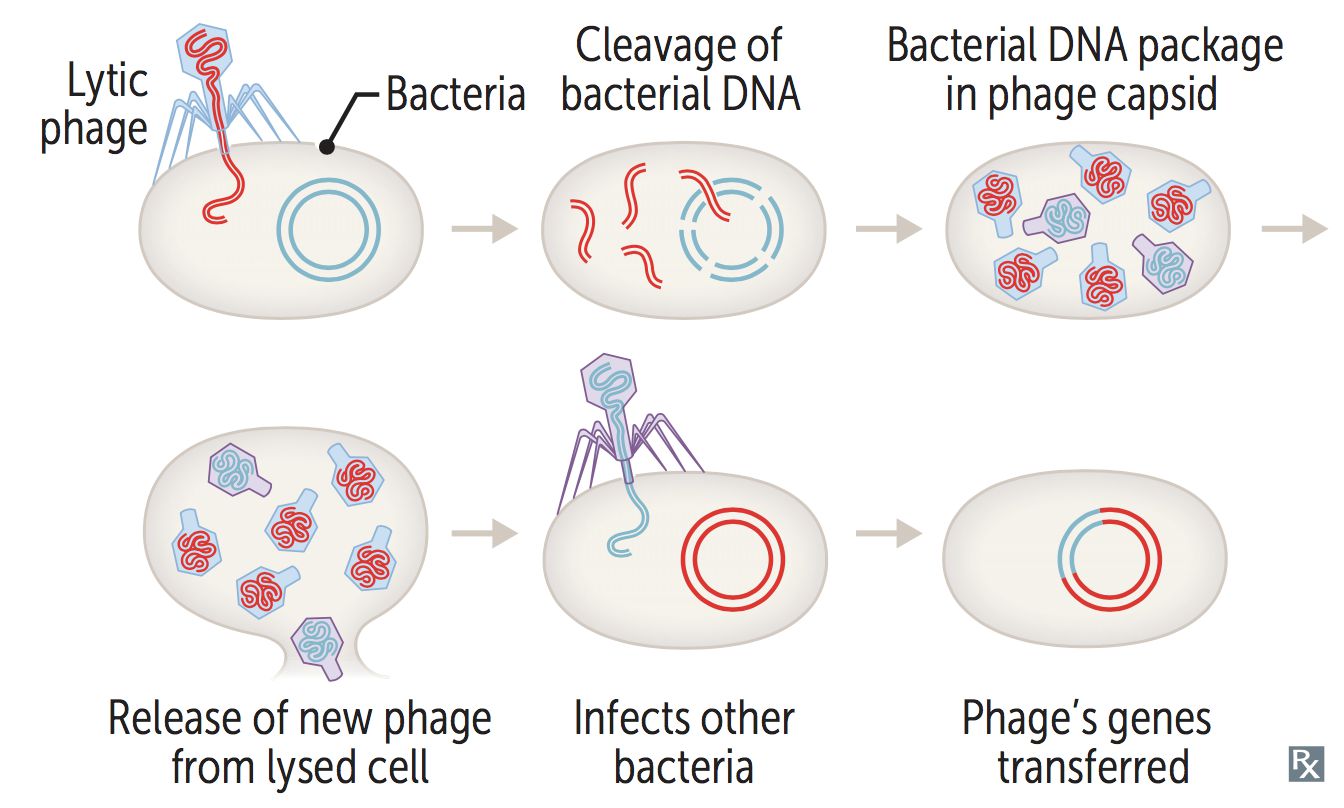 Lytic
phage
Bacteria
Cleavage of
bacterial DNA
Bacterial DNA package
in phage capsid
Release of new phage
from lysed cell
Infects other
bacteria
Phage's genes
transferred
Rx